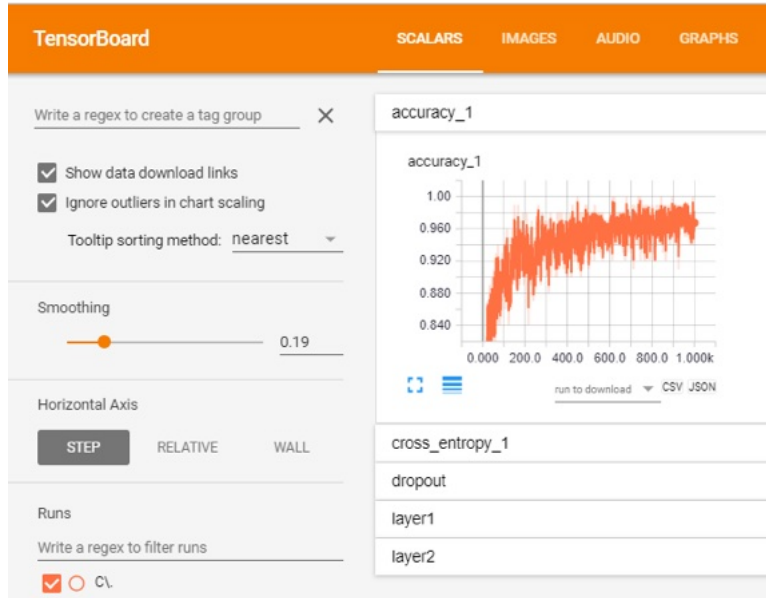 TensorBoard
SCALARS IMAGES AUDIO GRAPHS
Write a regex to create a tag group
Show data download links
Ignore outliers in chart scaling
Tooltip sorting method: nearest
Smoothing
0.19
Horizontal Axis
STEP RELATIVE WALL
Runs
Write a regex to filter runs
C\.
accuracy_1
accuracy_1
1.00
0.960
0.920
0.880
0.840
0.000 200.0 400.0 600.0 800.0 1.000k
run to download CSV JSON
cross_entropy_1
dropout
layer1
layer2